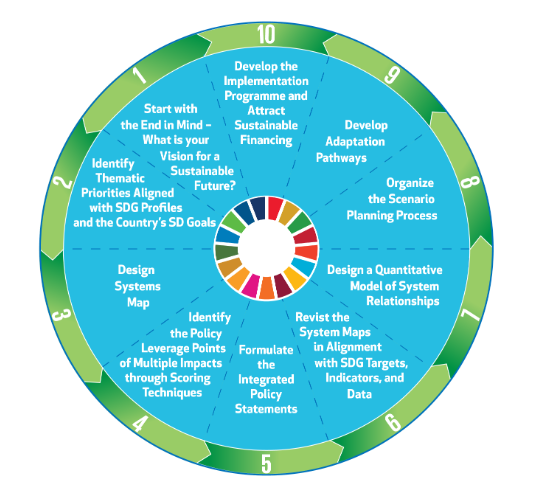 1
Start with
the End in Mind –
What is your
Vision for a
Sustainable
Future?
2
Identify
Thematic
Priorities Aligned
with SDG Profiles
and the Country's SD Goals
3
Design
Systems
Map
4
Identify
the Policy
Leverage Points
of Multiple Impacts
through Scoring
Techniques
5
Formulate
the
Integrated
Policy
Statements
6
Revist the
System Maps
in Alignment
with SDG Targets,
Indicators, and
Data
7
Design a Quantitative
Model of System
Relationships
8
Organize
the Scenario
Planning Process
9
Develop
Adaptation
Pathways
10
Develop the
Implementation
Programme and
Attract
Sustainable
Financing